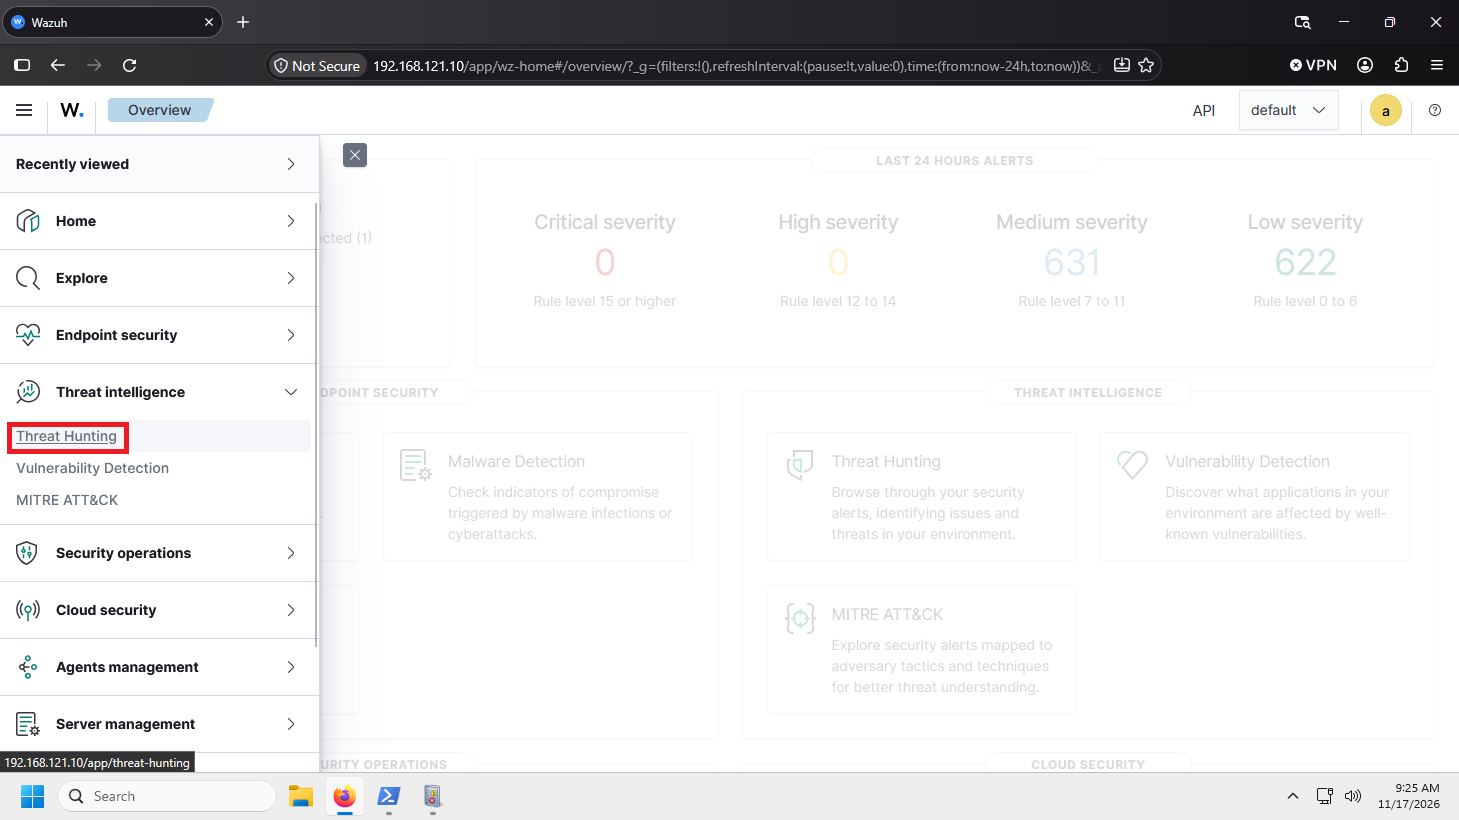 Wazuh
Not Secure
192.168.121.10/app/wz-home#/overview/?_g=(filters:!(),refreshInterval:(pause:!t,value:0),time:(from:now-24h,to:now))&_a
VPN
W.
Overview
API
default
a
Recently viewed
Home
Explore
Endpoint security
Threat intelligence
Threat Hunting
Vulnerability Detection
MITRE ATT&CK
Security operations
Cloud security
Agents management
Server management
192.168.121.10/app/threat-hunting
cted (1)
LAST 24 HOURS ALERTS
Critical severity
0
Rule level 15 or higher
High severity
0
Rule level 12 to 14
Medium severity
631
Rule level 7 to 11
Low severity
622
Rule level 0 to 6
DPOINT SECURITY
Malware Detection
Check indicators of compromise
triggered by malware infections or
cyberattacks.
THREAT INTELLIGENCE
Threat Hunting
Browse through your security
alerts, identifying issues and
threats in your environment.
Vulnerability Detection
Discover what applications in your
environment are affected by well-
known vulnerabilities.
MITRE ATT&CK
Explore security alerts mapped to
adversary tactics and techniques
for better threat understanding.
URITY OPERATIONS
CLOUD SECURITY
Search
9:25 AM
11/17/2026